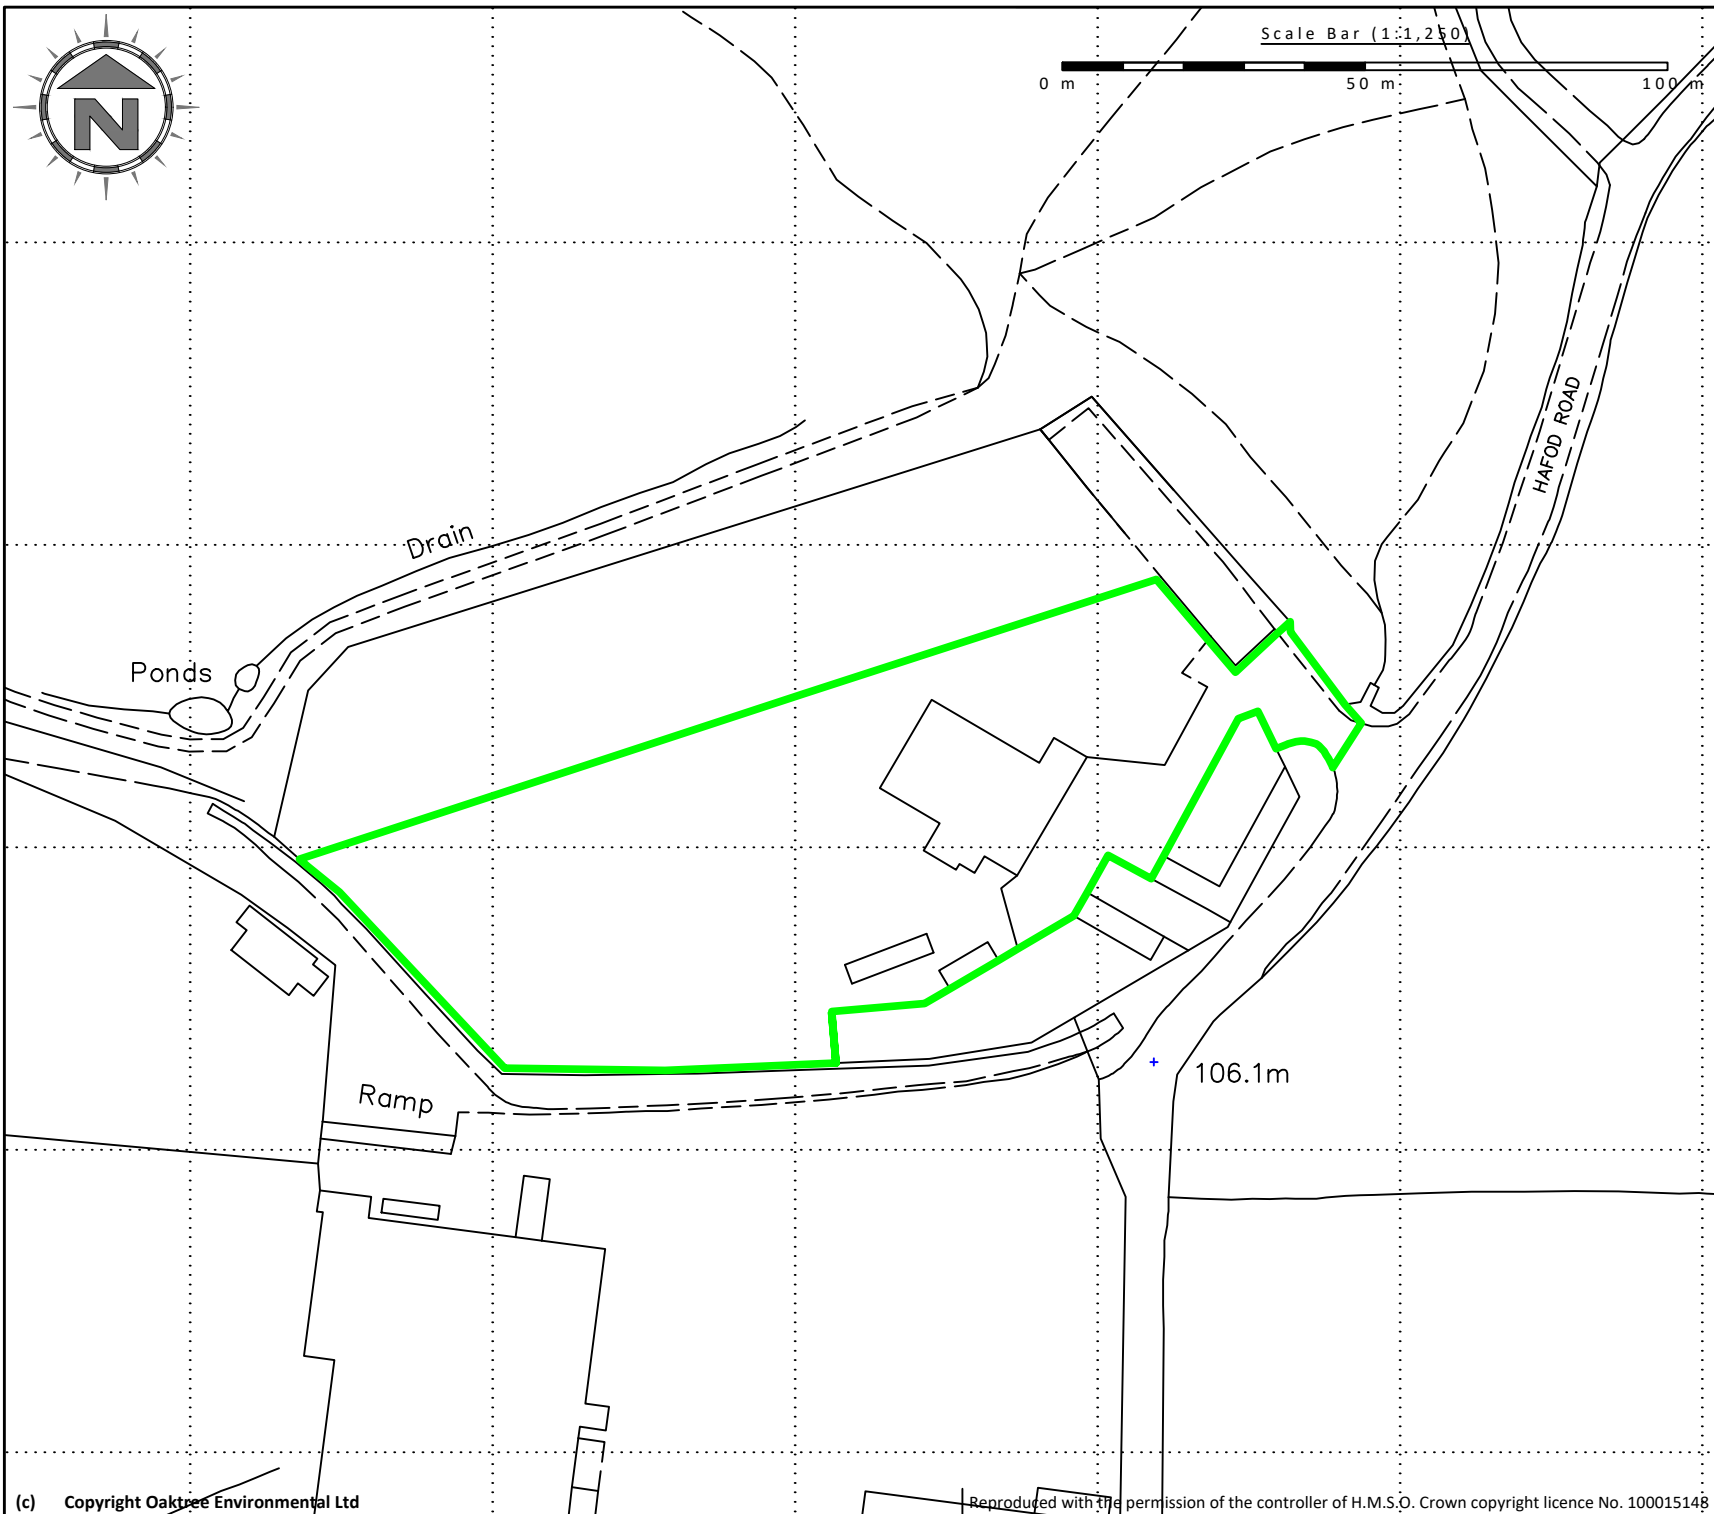 N
Scale Bar (1:1,250)
0 m 50 m 100 m
HAFOD ROAD
Drain
Ponds
106.1m
Ramp
(c) Copyright Oaktree Environmental Ltd
Reproduced with the permission of the controller of H.M.S.O. Crown copyright licence No. 100015148